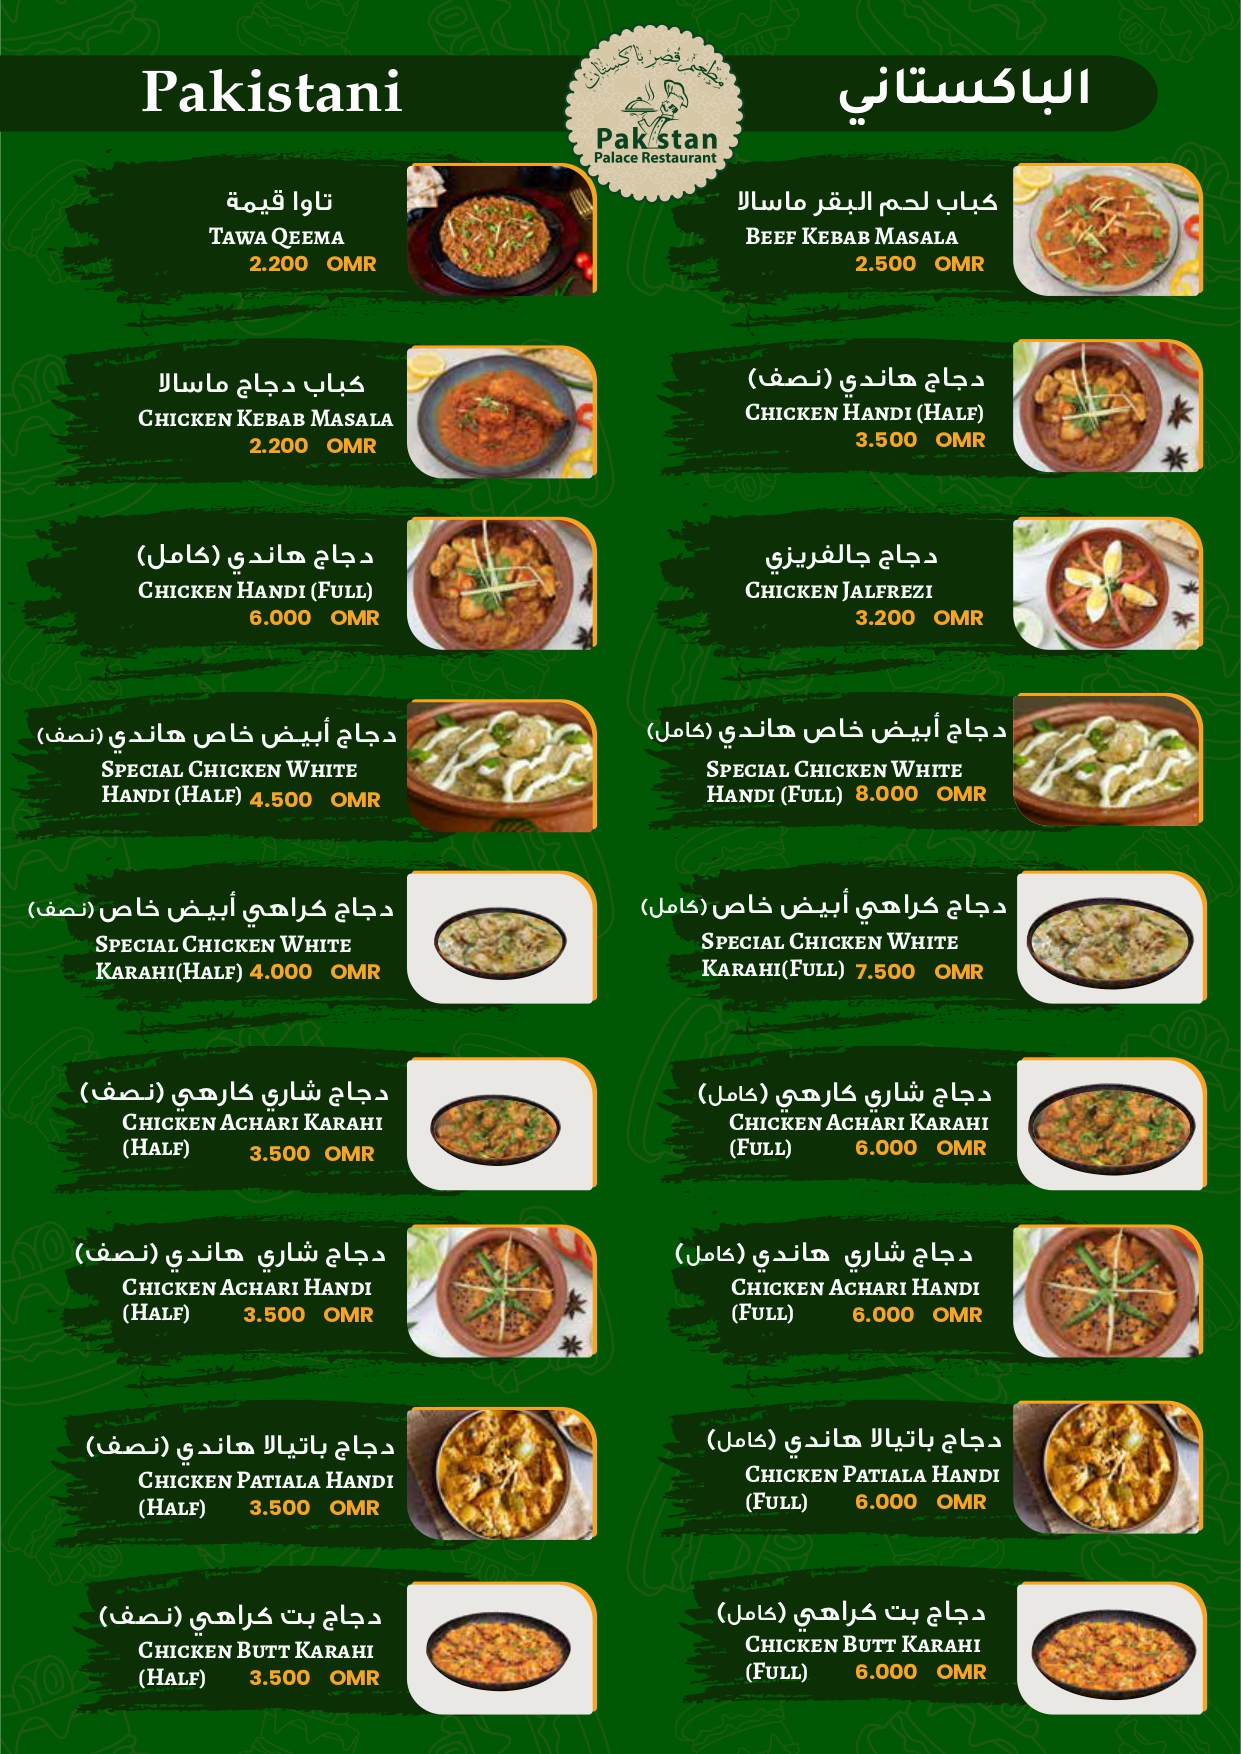 Pakistani
مطعم قصر باكستان
Pakistan
Palace Restaurant
الباكستاني
تاوا قيمة
Tawa Qeema
2.200 OMR
كباب لحم البقر ماسالا
Beef Kebab Masala
2.500 OMR
كباب دجاج ماسالا
Chicken Kebab Masala
2.200 OMR
دجاج هاندي (نصف)
Chicken Handi (Half)
3.500 OMR
دجاج هاندي (كامل)
Chicken Handi (Full)
6.000 OMR
دجاج جالفريزي
Chicken Jalfrezi
3.200 OMR
دجاج أبيض خاص هاندي (نصف)
Special Chicken White
Handi (Half) 4.500 OMR
دجاج أبيض خاص هاندي (كامل)
Special Chicken White
Handi (Full) 8.000 OMR
دجاج كراهي أبيض خاص (نصف)
Special Chicken White
Karahi(Half) 4.000 OMR
دجاج كراهي أبيض خاص (كامل)
Special Chicken White
Karahi(Full) 7.500 OMR
دجاج شاري كارهي (نصف)
Chicken Achari Karahi
(Half) 3.500 OMR
دجاج شاري كارهي (كامل)
Chicken Achari Karahi
(Full) 6.000 OMR
دجاج شاري هاندي (نصف)
Chicken Achari Handi
(Half) 3.500 OMR
دجاج شاري هاندي (كامل)
Chicken Achari Handi
(Full) 6.000 OMR
دجاج باتيالا هاندي (نصف)
Chicken Patiala Handi
(Half) 3.500 OMR
دجاج باتيالا هاندي (كامل)
Chicken Patiala Handi
(Full) 6.000 OMR
دجاج بت كراهي (نصف)
Chicken Butt Karahi
(Half) 3.500 OMR
دجاج بت كراهي (كامل)
Chicken Butt Karahi
(Full) 6.000 OMR